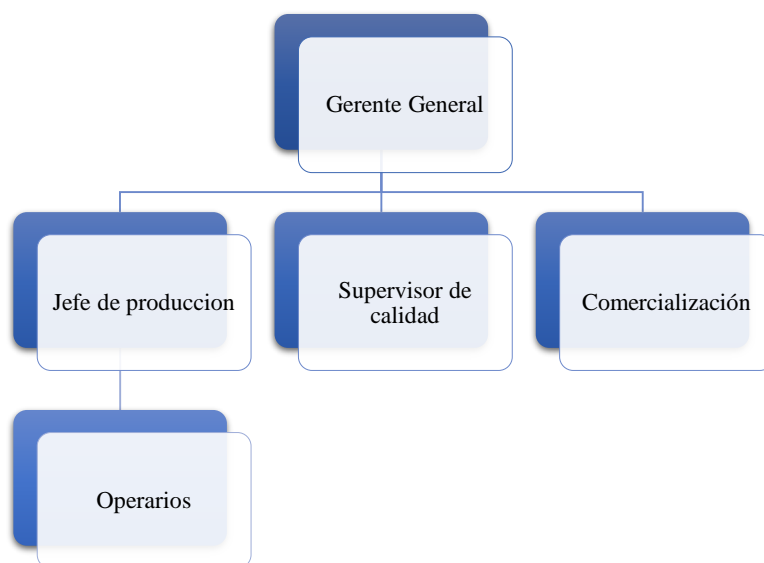 Gerente General
Jefe de produccion
Supervisor de
calidad
Comercialización
Operarios